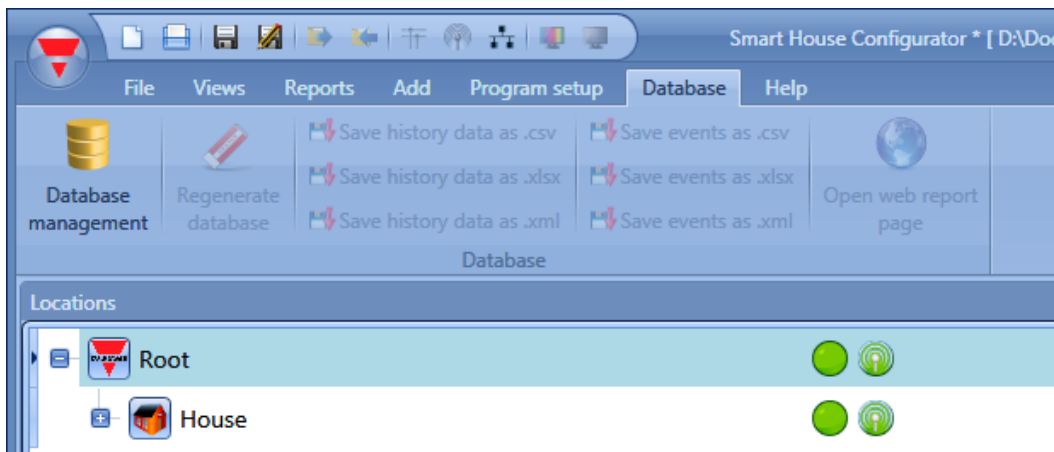 Smart House Configurator * [ D:\Doc
File Views Reports Add Program setup Database Help
Database
management
Regenerate
database
Save history data as .csv
Save history data as .xlsx
Save history data as .xml
Save events as .csv
Save events as .xlsx
Save events as .xml
Open web report
page
Database
Locations
Root
House